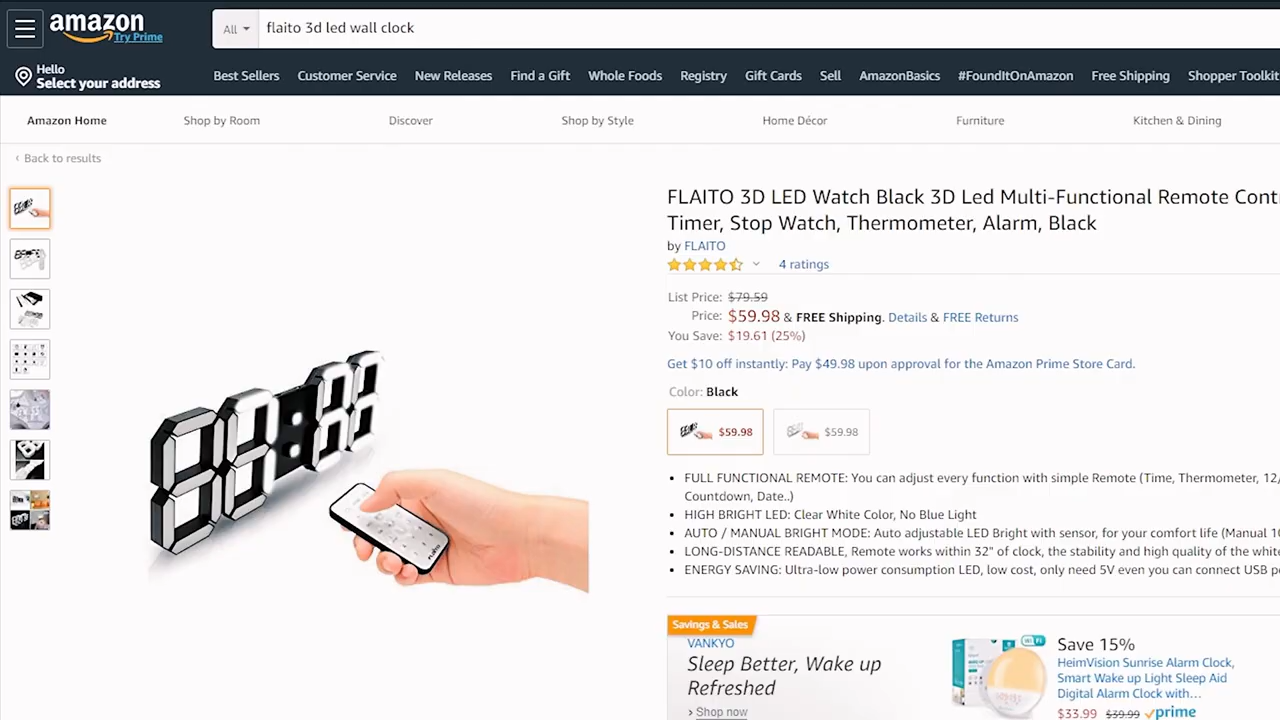 amazon
Try Prime
All
flaito 3d led wall clock
Hello
Select your address
Best Sellers
Customer Service
New Releases
Find a Gift
Whole Foods
Registry
Gift Cards
Sell
AmazonBasics
#FoundItOnAmazon
Free Shipping
Shopper Toolkit
Amazon Home
Shop by Room
Discover
Shop by Style
Home Décor
Furniture
Kitchen & Dining
‹ Back to results
FLAITO 3D LED Watch Black 3D Led Multi-Functional Remote
Timer, Stop Watch, Thermometer, Alarm, Black
by FLAITO
4 ratings
List Price: $79.59
Price: $59.98 & FREE Shipping. Details & FREE Returns
You Save: $19.61 (25%)
Get $10 off instantly: Pay $49.98 upon approval for the Amazon Prime Store Card.
Color: Black
$59.98
$59.98
• FULL FUNCTIONAL REMOTE: You can adjust every function with simple Remote (Time, Thermometer, 12/
Countdown, Date..)
• HIGH BRIGHT LED: Clear White Color, No Blue Light
• AUTO / MANUAL BRIGHT MODE: Auto adjustable LED Bright with sensor, for your comfort life (Manual
• LONG-DISTANCE READABLE, Remote works within 32" of clock, the stability and high quality of the
• ENERGY SAVING: Ultra-low power consumption LED, low cost, only need 5V even you can connect USB
Savings & Sales
VANKYO
Sleep Better, Wake up
Refreshed
› Shop now
Save 15%
HeimVision Sunrise Alarm Clock,
Smart Wake up Light Sleep Aid
Digital Alarm Clock with…
$33.99 $39.99 prime